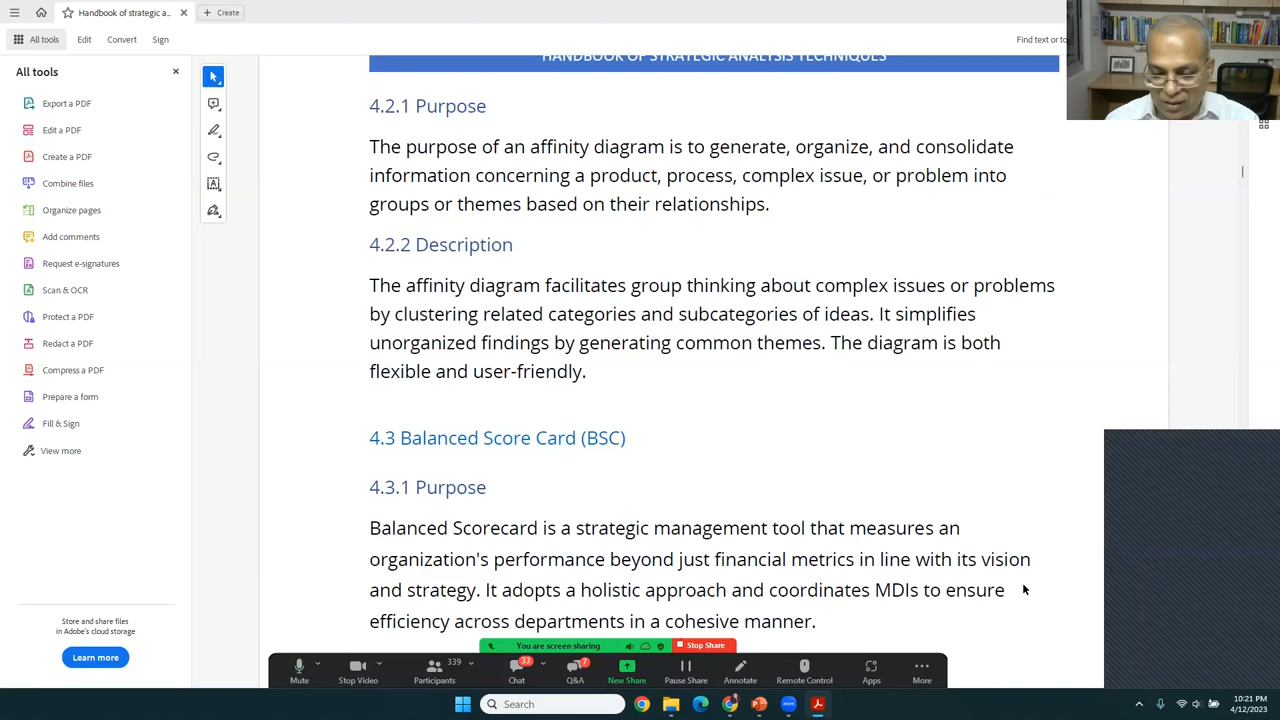 Handbook of strategic a...
Create
All tools
Edit
Convert
Sign
Find text or to
All tools
Export a PDF
Edit a PDF
Create a PDF
Combine files
Organize pages
Add comments
Request e-signatures
Scan & OCR
Protect a PDF
Redact a PDF
Compress a PDF
Prepare a form
Fill & Sign
View more
Store and share files
in Adobe's cloud storage
Learn more
HANDBOOK OF STRATEGIC ANALYSIS TECHNIQUES
4.2.1 Purpose
The purpose of an affinity diagram is to generate, organize, and consolidate
information concerning a product, process, complex issue, or problem into
groups or themes based on their relationships.
4.2.2 Description
The affinity diagram facilitates group thinking about complex issues or problems
by clustering related categories and subcategories of ideas. It simplifies
unorganized findings by generating common themes. The diagram is both
flexible and user-friendly.
4.3 Balanced Score Card (BSC)
4.3.1 Purpose
Balanced Scorecard is a strategic management tool that measures an
organization's performance beyond just financial metrics in line with its vision
and strategy. It adopts a holistic approach and coordinates MDIs to ensure
efficiency across departments in a cohesive manner.
You are screen sharing
Stop Share
Mute
Stop Video
339
Participants
33
Chat
7
Q&A
New Share
Pause Share
Annotate
Remote Control
Apps
More
Search
zoom
10:21 PM
4/12/2023